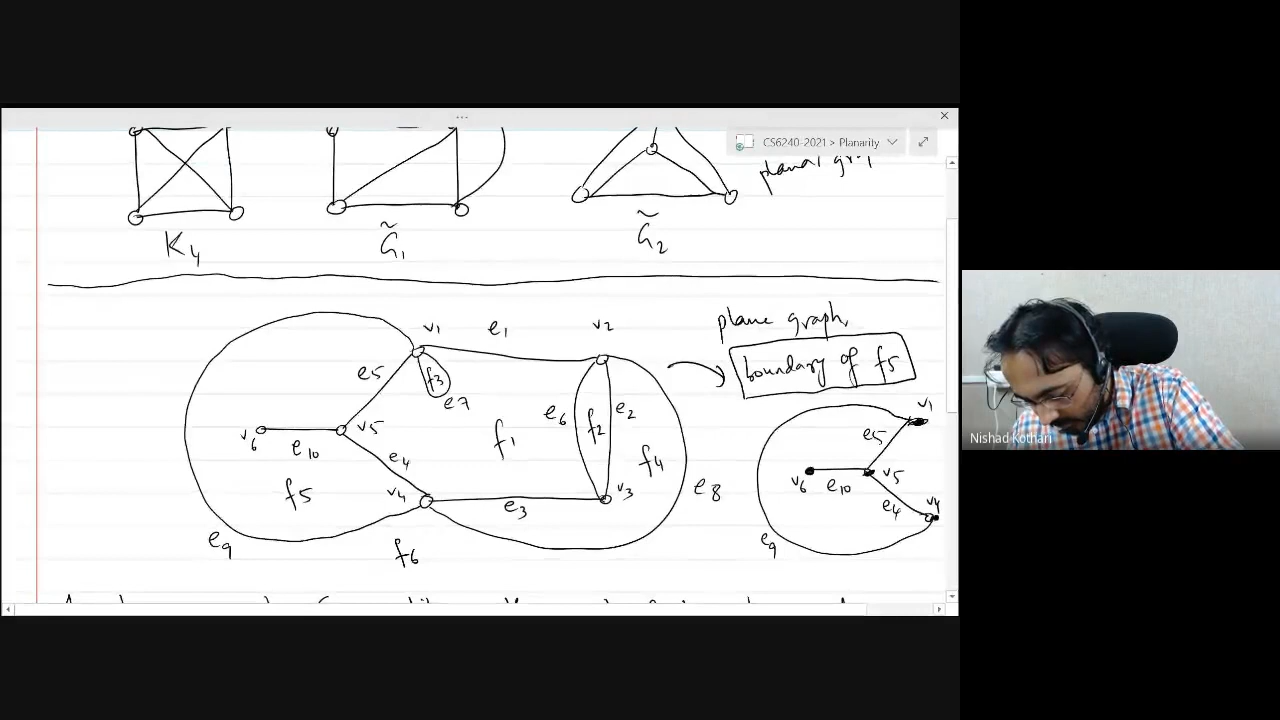 CS6240-2021 > Planarity
K4
G̃1
G̃2
v1 e1 v2
plane graph
boundary of f5
e5 f3 e7 e6 f2 e2
v6 e10 v5 f1 f4
f5 e4 v4 e3 v3 e8
e9 f6
v1
e5
v6 e10 v5
e4 v4
e9
Nishad Kothari